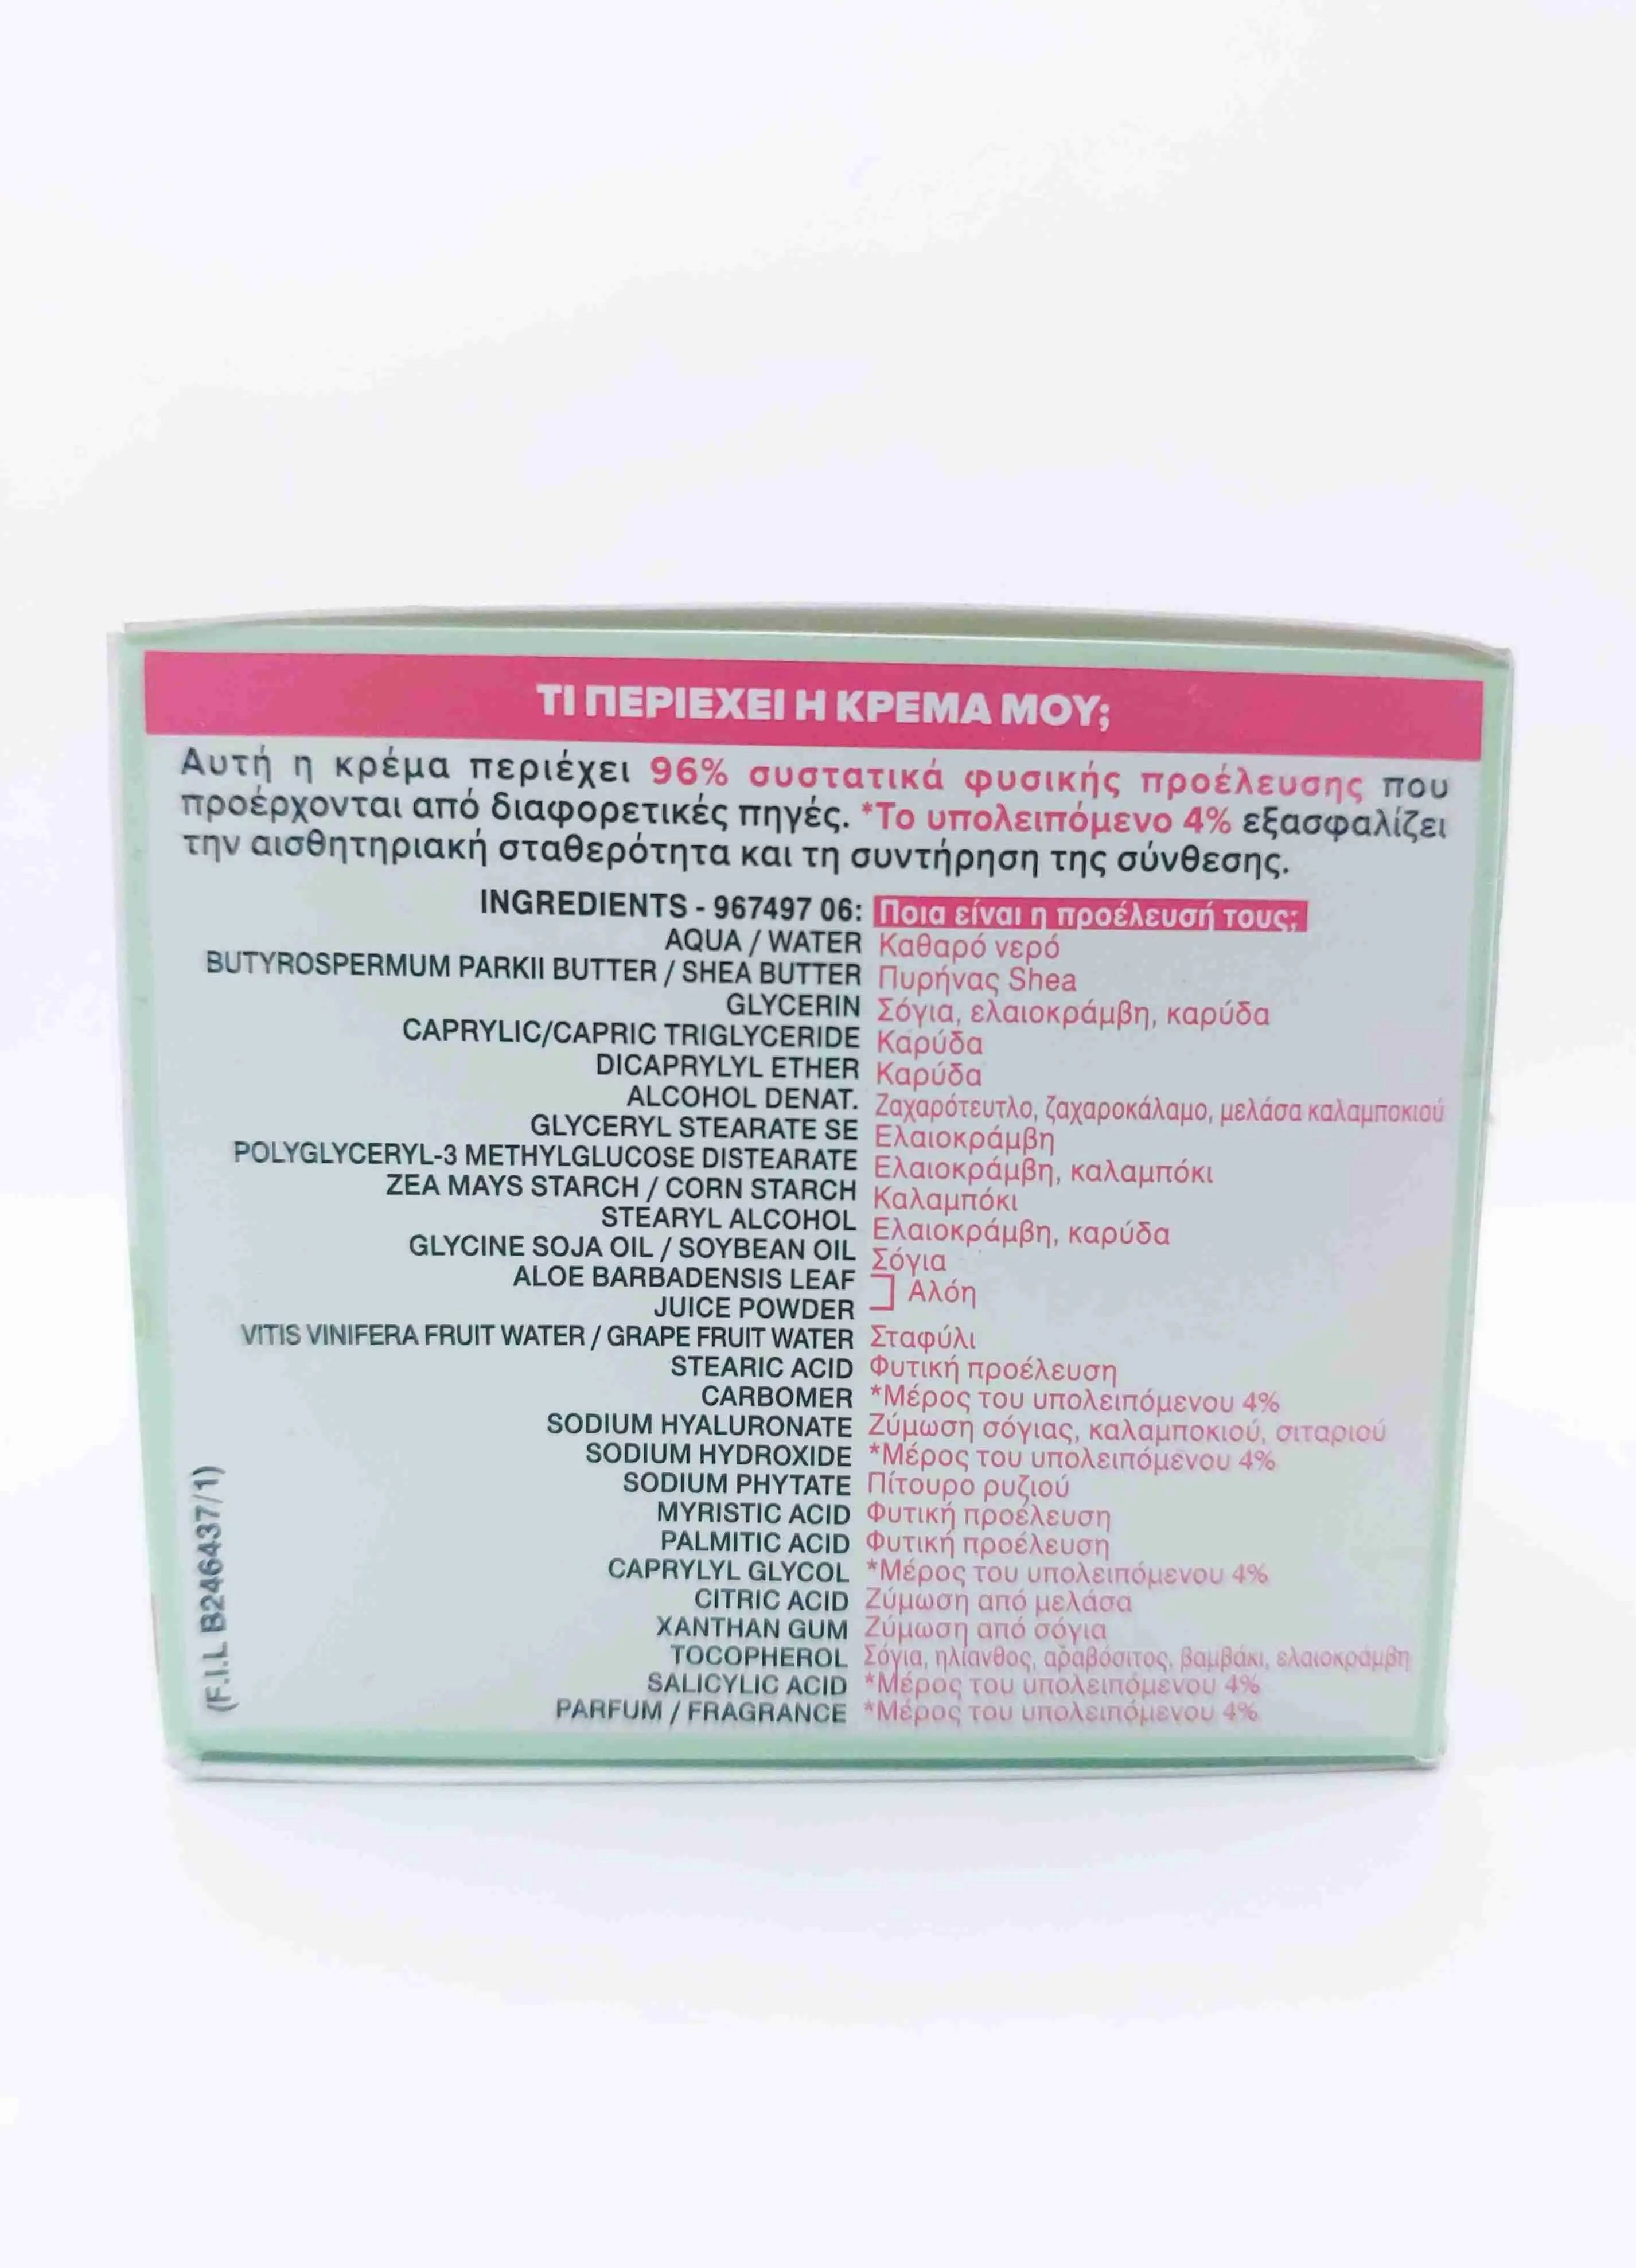 ΤΙ ΠΕΡΙΕΧΕΙ Η ΚΡΕΜΑ ΜΟΥ;
Αυτή η κρέμα περιέχει 96% συστατικά φυσικής προέλευσης που
προέρχονται από διαφορετικές πηγές. *Το υπολειπόμενο 4% εξασφαλίζει
την αισθητηριακή σταθερότητα και τη συντήρηση της σύνθεσης.
INGREDIENTS - 967497 06: Ποια είναι η προέλευσή τους;
AQUA / WATER Καθαρό νερό
BUTYROSPERMUM PARKII BUTTER / SHEA BUTTER Πυρήνας Shea
GLYCERIN Σόγια, ελαιοκράμβη, καρύδα
CAPRYLIC/CAPRIC TRIGLYCERIDE Καρύδα
DICAPRYLYL ETHER Καρύδα
ALCOHOL DENAT. Ζαχαρότευτλο, ζαχαροκάλαμο, μελάσα καλαμποκιού
GLYCERYL STEARATE SE Ελαιοκράμβη
POLYGLYCERYL-3 METHYLGLUCOSE DISTEARATE Ελαιοκράμβη, καλαμπόκι
ZEA MAYS STARCH / CORN STARCH Καλαμπόκι
STEARYL ALCOHOL Ελαιοκράμβη, καρύδα
GLYCINE SOJA OIL / SOYBEAN OIL Σόγια
ALOE BARBADENSIS LEAF
JUICE POWDER Αλόη
VITIS VINIFERA FRUIT WATER / GRAPE FRUIT WATER Σταφύλι
STEARIC ACID Φυτική προέλευση
CARBOMER *Μέρος του υπολειπόμενου 4%
SODIUM HYALURONATE Ζύμωση σόγιας, καλαμποκιού, σιταριού
SODIUM HYDROXIDE *Μέρος του υπολειπόμενου 4%
SODIUM PHYTATE Πίτουρο ρυζιού
MYRISTIC ACID Φυτική προέλευση
PALMITIC ACID Φυτική προέλευση
CAPRYLYL GLYCOL *Μέρος του υπολειπόμενου 4%
CITRIC ACID Ζύμωση από μελάσα
XANTHAN GUM Ζύμωση από σόγια
TOCOPHEROL Σόγια, ηλίανθος, αραβόσιτος, βαμβάκι, ελαιοκράμβη
SALICYLIC ACID *Μέρος του υπολειπόμενου 4%
PARFUM / FRAGRANCE *Μέρος του υπολειπόμενου 4%
(F.I.L B246437/1)